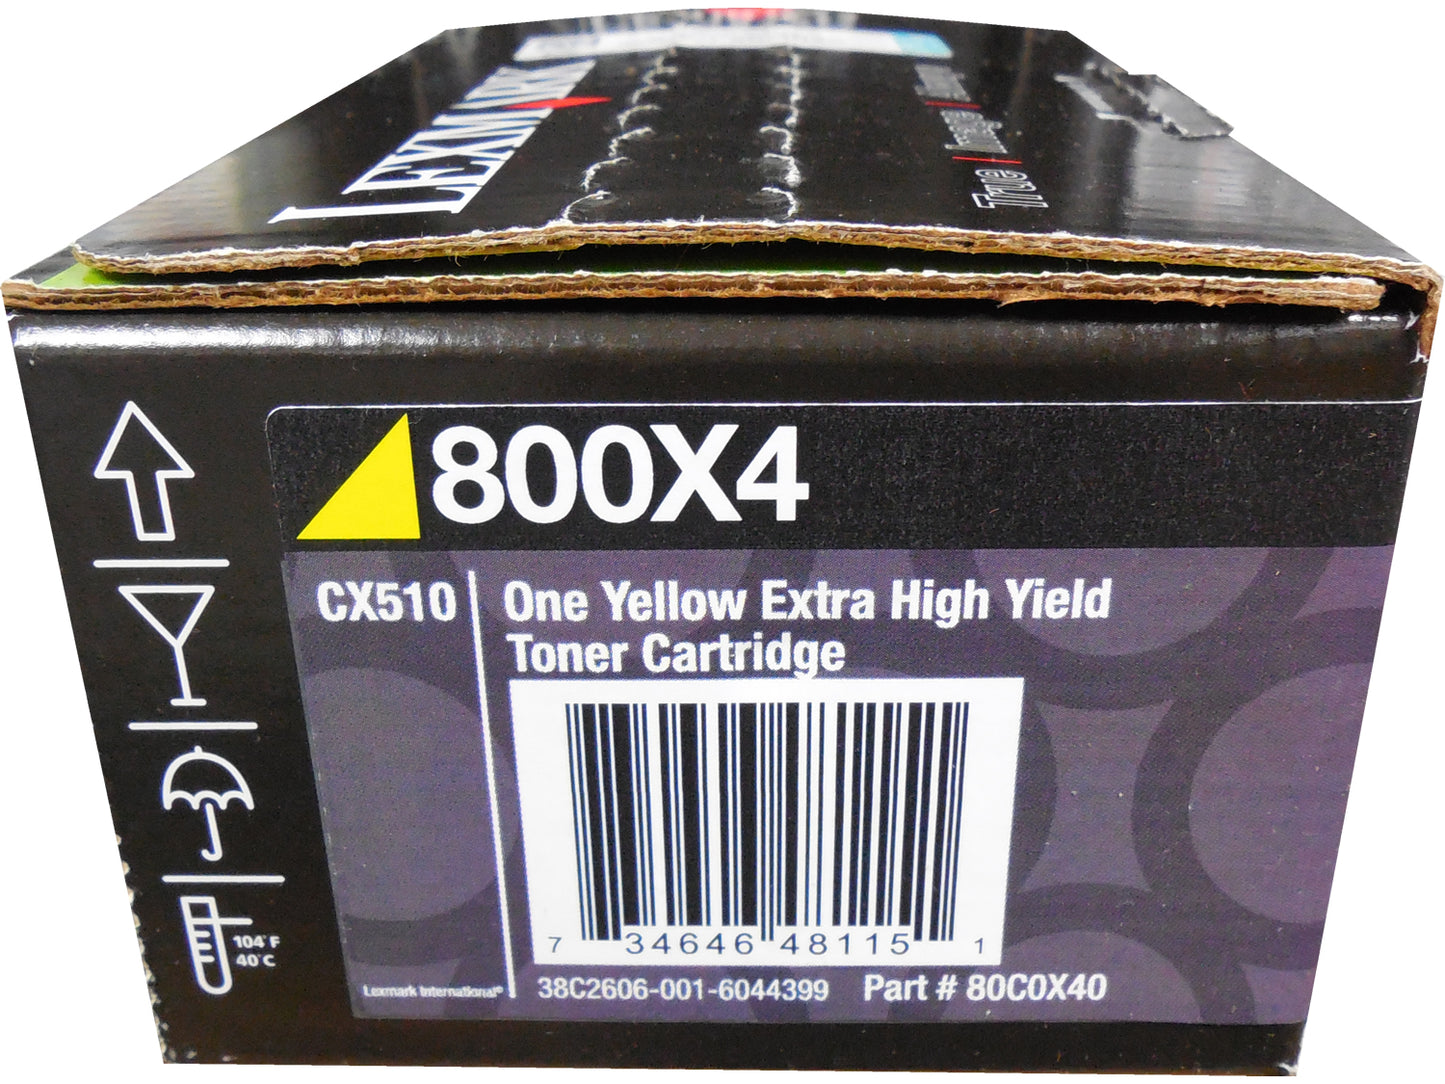 LEXMARK
True
800X4
CX510
One Yellow Extra High Yield
Toner Cartridge
7 34646 48115 1
104°F
40°C
Lexmark International®
38C2606-001-6044399
Part # 80C0X40